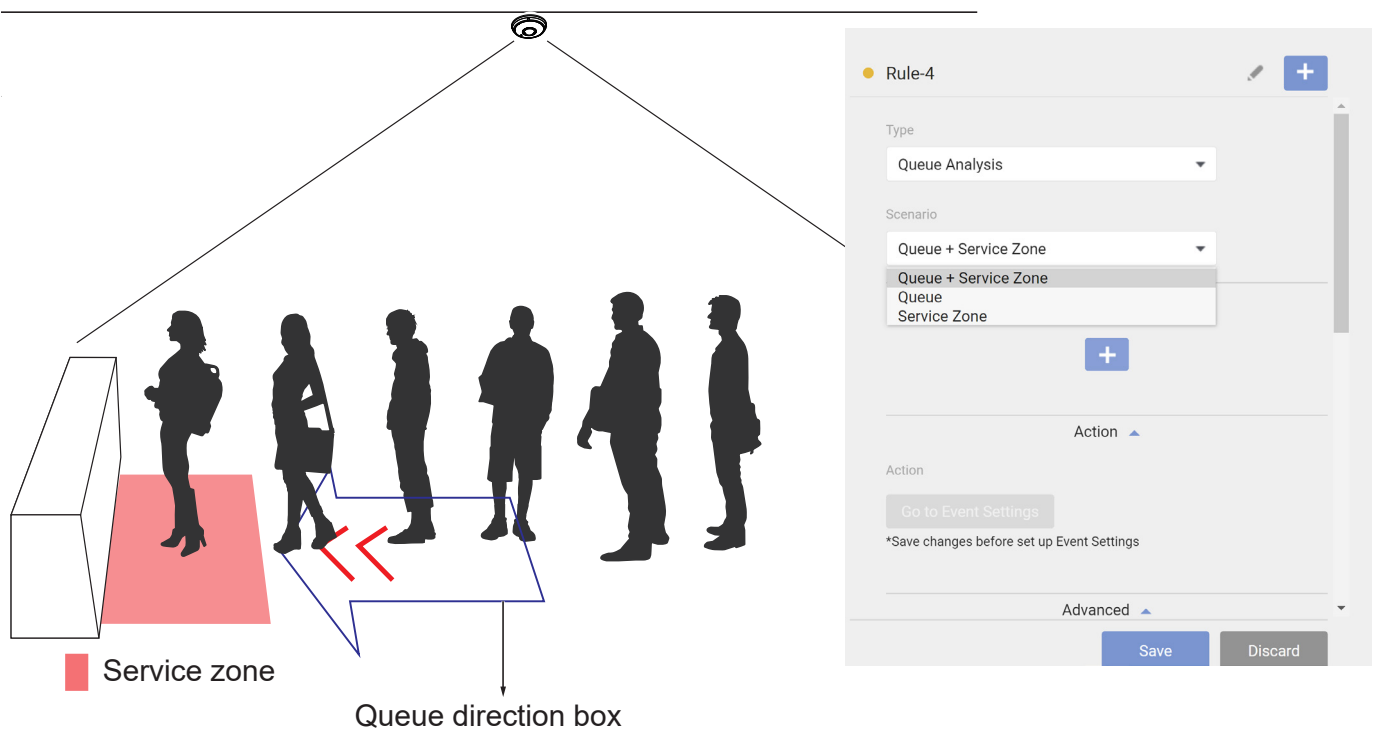 Rule-4
Type
Queue Analysis
Scenario
Queue + Service Zone
Queue + Service Zone
Queue
Service Zone
Action
Action
Go to Event Settings
*Save changes before set up Event Settings
Advanced
Save
Discard
Service zone
Queue direction box